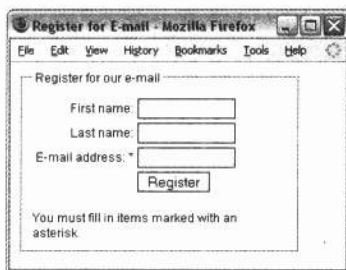 Register for E-mail - Mozilla Firefox
File Edit View History Bookmarks Tools Help
Register for our e-mail
First name:
Last name:
E-mail address: *
Register
You must fill in items marked with an
asterisk.